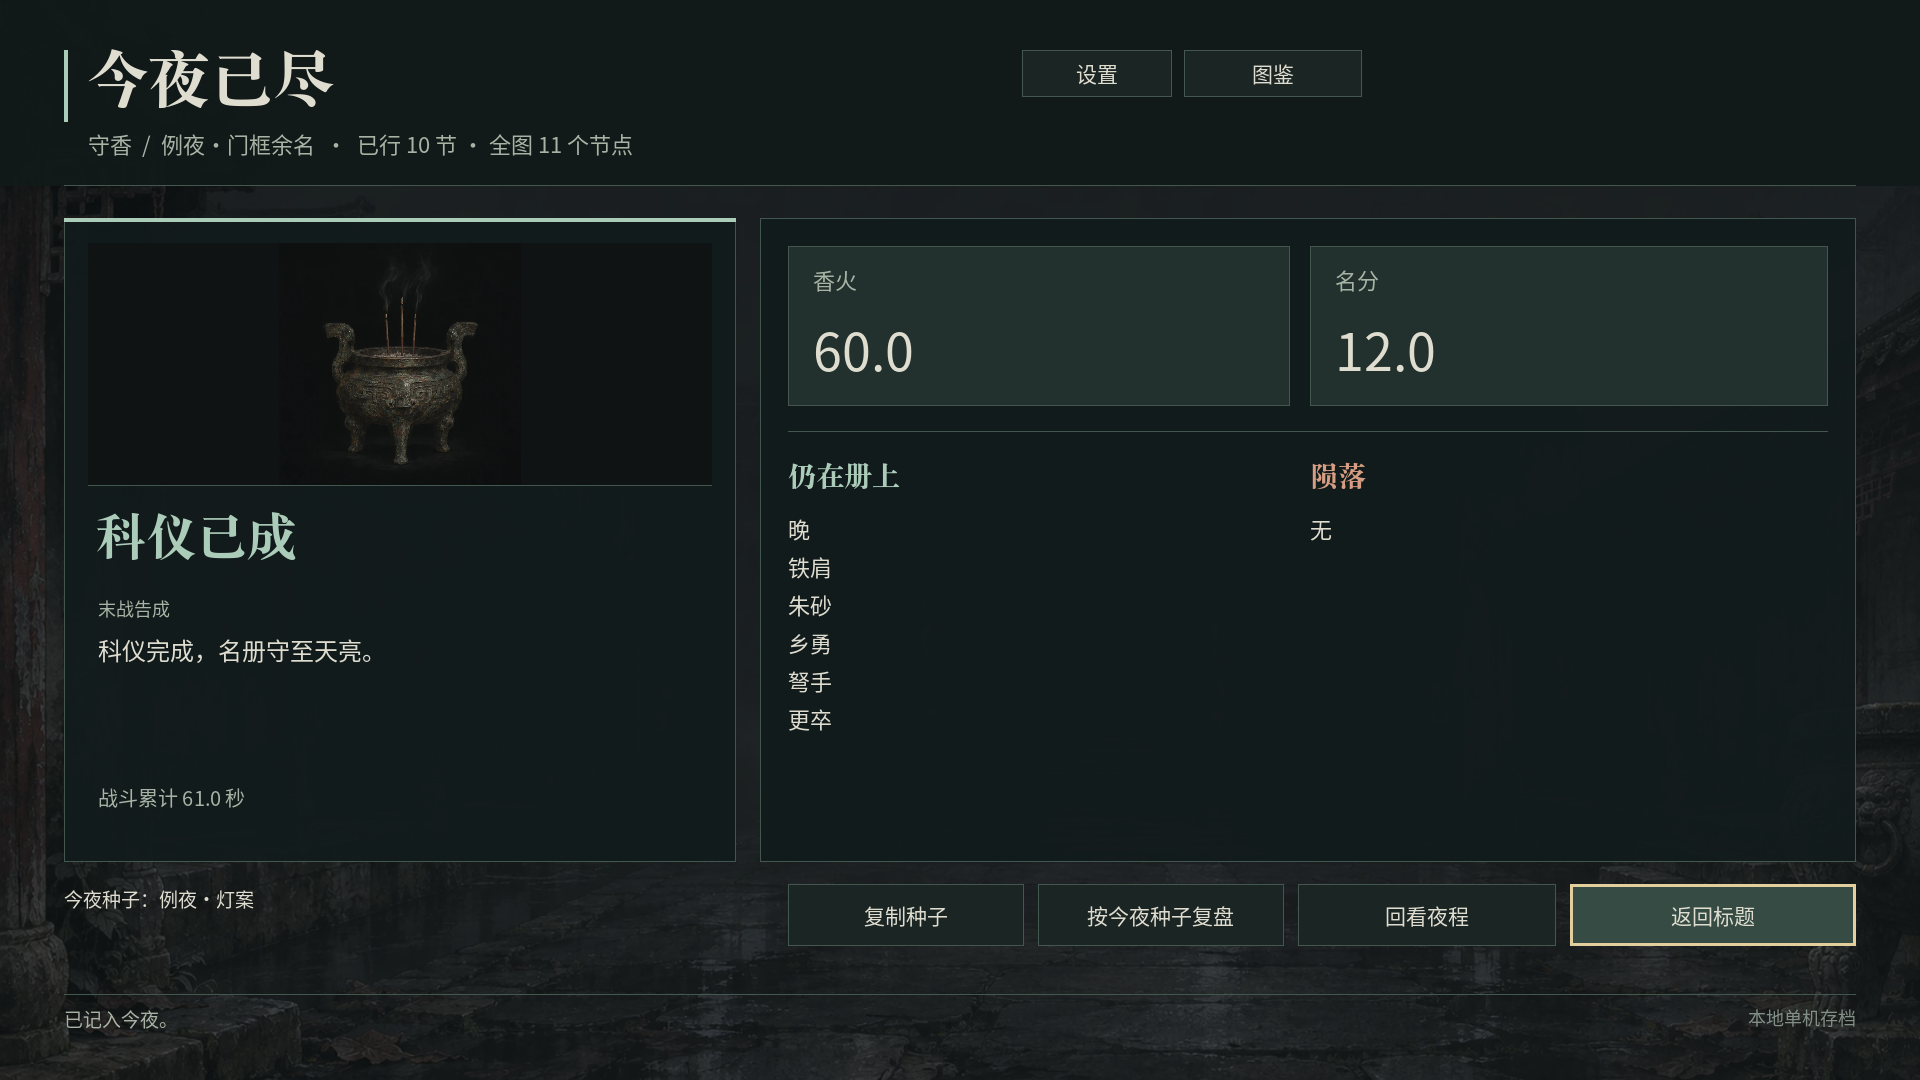 今夜已尽
设置
图鉴
守香 / 例夜・门框余名 ・ 已行 10 节・全图 11 个节点
科仪已成
末战告成
科仪完成，名册守至天亮。
战斗累计 61.0 秒
香火
60.0
名分
12.0
仍在册上
晚
铁肩
朱砂
乡勇
弩手
更卒
陨落
无
今夜种子：例夜・灯案
复制种子
按今夜种子复盘
回看夜程
返回标题
已记入今夜。
本地单机存档